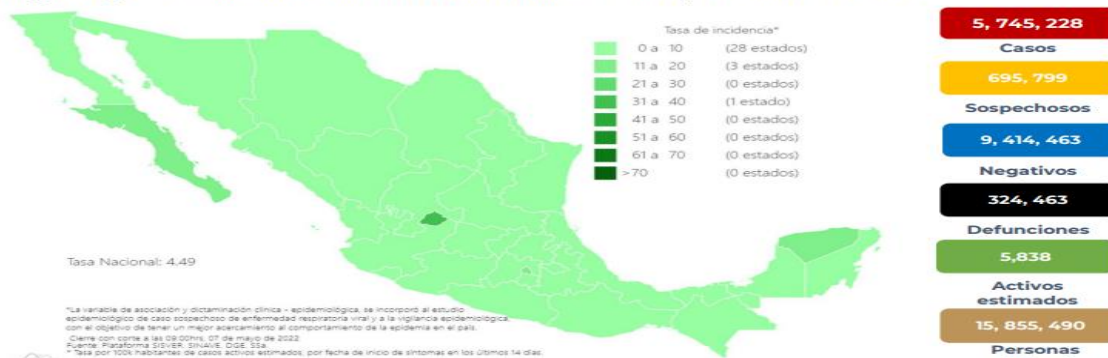 Tasa de incidencia*
0 a 10 (28 estados)
11 a 20 (3 estados)
21 a 30 (0 estados)
31 a 40 (1 estado)
41 a 50 (0 estados)
51 a 60 (0 estados)
61 a 70 (0 estados)
>70 (0 estados)
Tasa Nacional: 4.49
*La variable de asociación y dictaminación clínica - epidemiológica, se incorporó al estudio
epidemiológico de caso sospechoso de enfermedad respiratoria viral y a la vigilancia epidemiológica,
con el objetivo de tener un mejor acercamiento al comportamiento de la epidemia en el país.
Cierre con corte a las 09:00hrs, 07 de mayo de 2022
Fuente: Plataforma SISVER, SINAVE, DGE, SSa.
* Tasa por 100k habitantes de casos activos estimados, por fecha de inicio de síntomas en los últimos 14 días.
5, 745, 228
Casos
695, 799
Sospechosos
9, 414, 463
Negativos
324, 463
Defunciones
5,838
Activos
estimados
15, 855, 490
Personas